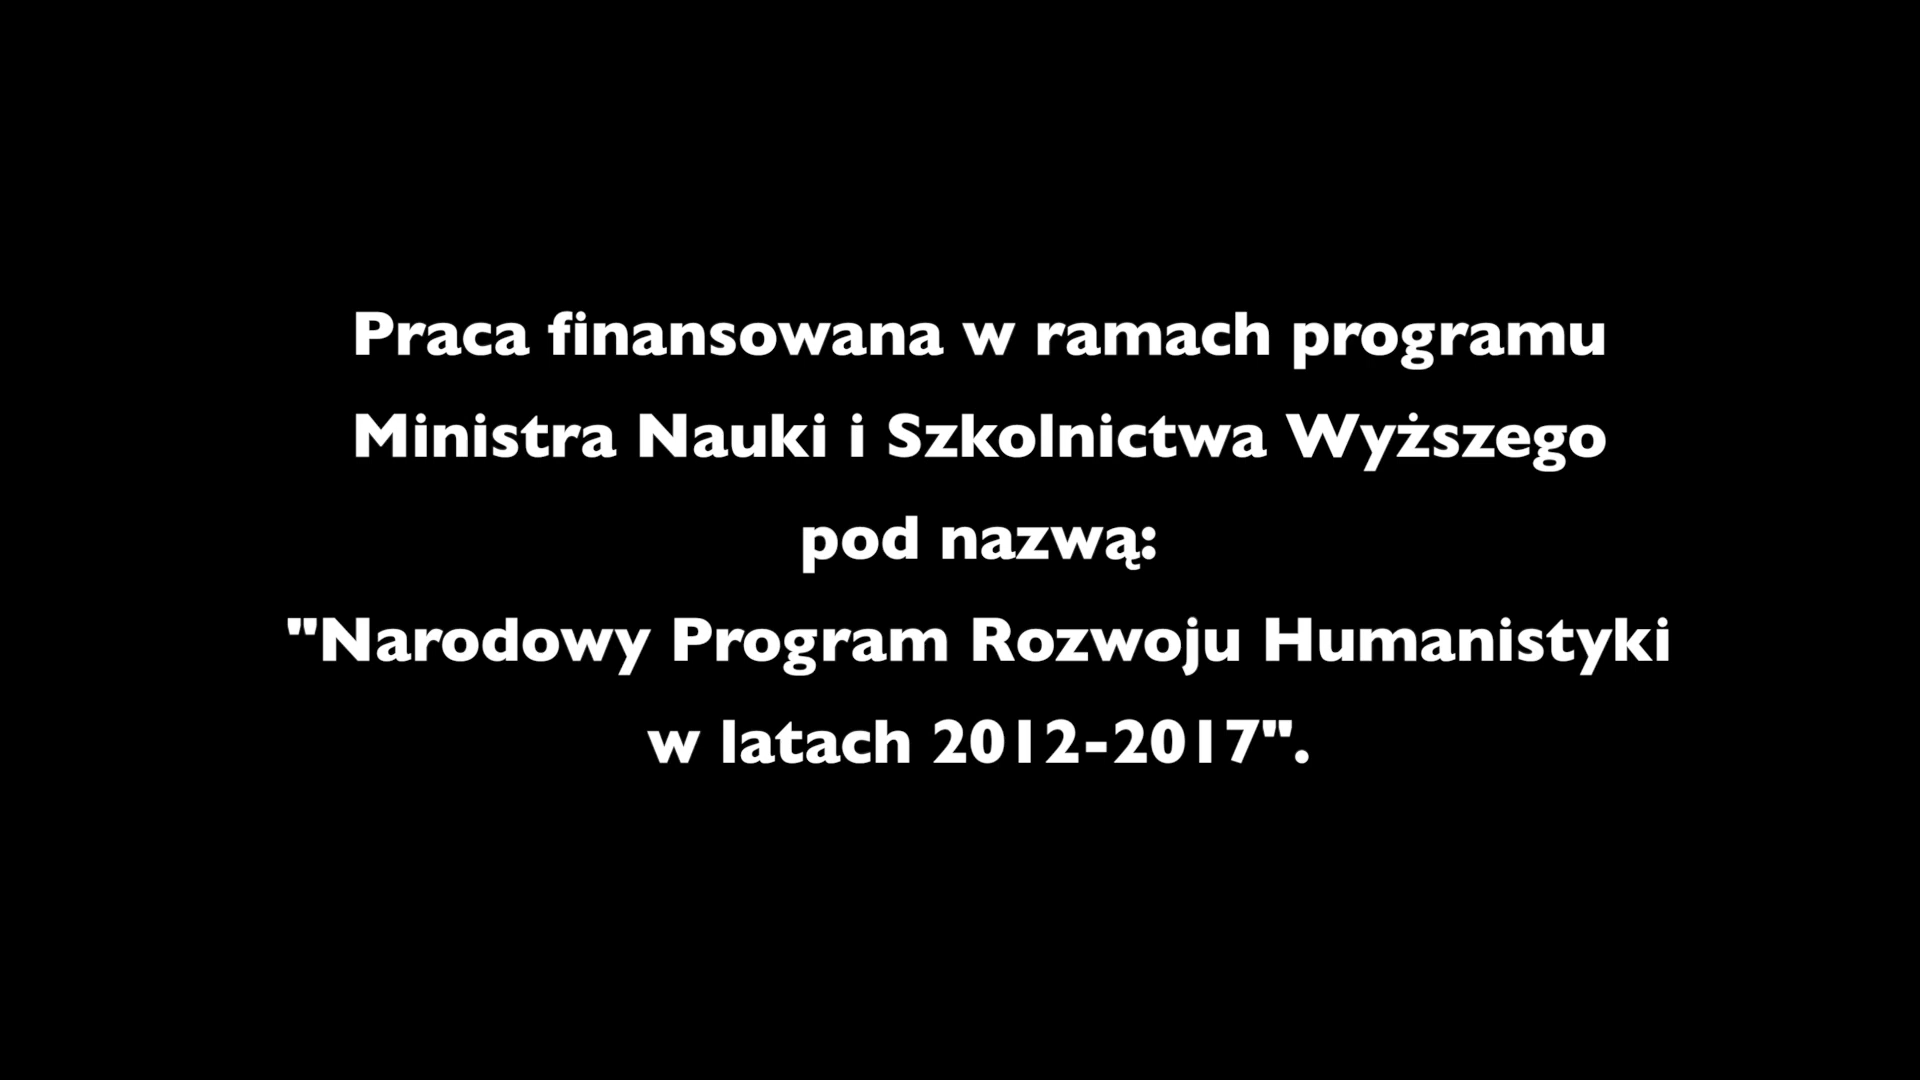 Praca finansowana w ramach programu
Ministra Nauki i Szkolnictwa Wyższego
pod nazwą:
"Narodowy Program Rozwoju Humanistyki
w latach 2012-2017".